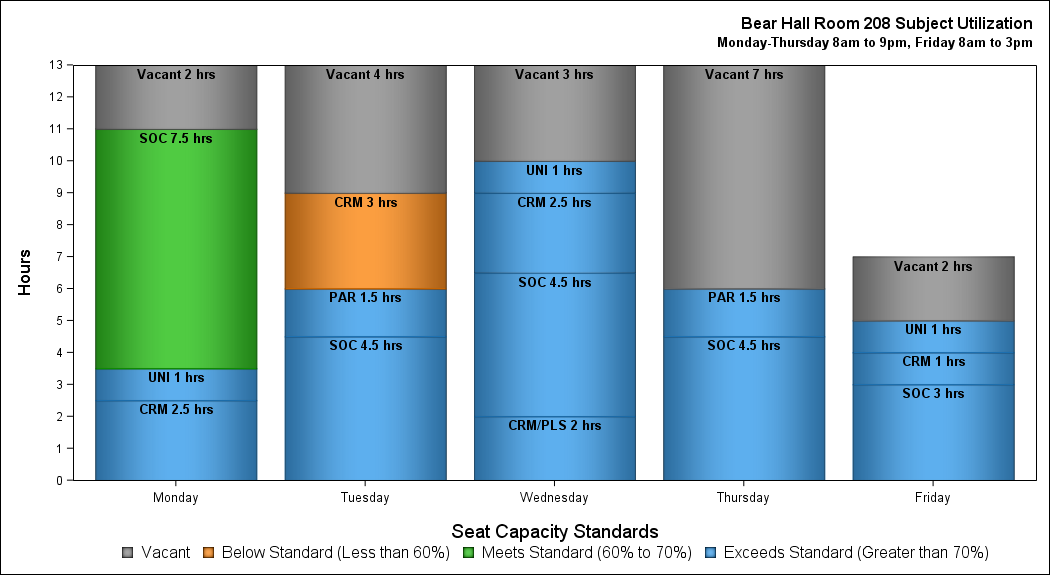 Bear Hall Room 208 Subject Utilization
Monday-Thursday 8am to 9pm, Friday 8am to 3pm
Hours
13
12
11
10
9
8
7
6
5
4
3
2
1
0
Vacant 2 hrs
SOC 7.5 hrs
UNI 1 hrs
CRM 2.5 hrs
Vacant 4 hrs
CRM 3 hrs
PAR 1.5 hrs
SOC 4.5 hrs
Vacant 3 hrs
UNI 1 hrs
CRM 2.5 hrs
SOC 4.5 hrs
CRM/PLS 2 hrs
Vacant 7 hrs
PAR 1.5 hrs
SOC 4.5 hrs
Vacant 2 hrs
UNI 1 hrs
CRM 1 hrs
SOC 3 hrs
Monday Tuesday Wednesday Thursday Friday
Seat Capacity Standards
Vacant Below Standard (Less than 60%) Meets Standard (60% to 70%) Exceeds Standard (Greater than 70%)